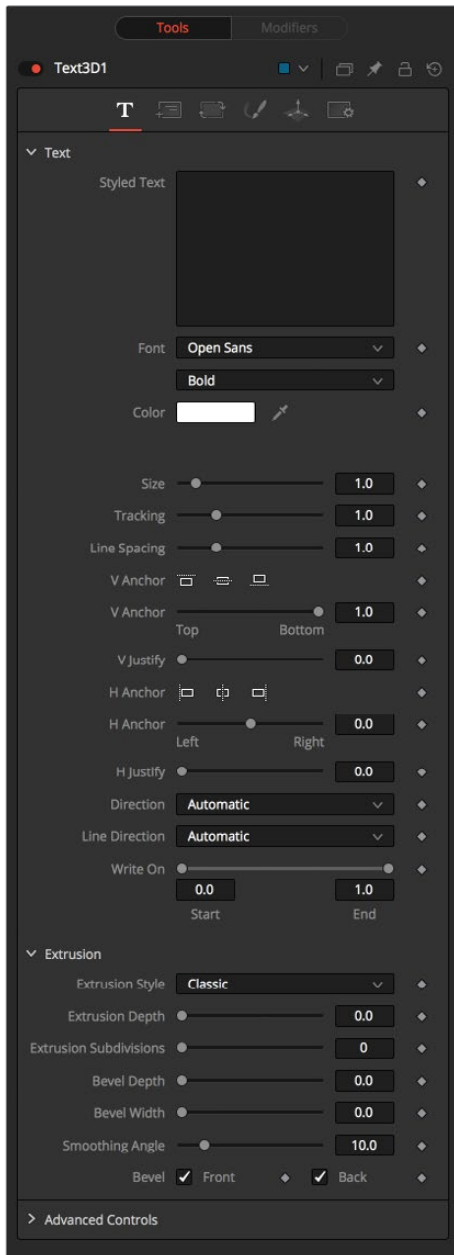 Tools Modifiers
Text3D1
T
Text
Styled Text
Font Open Sans
Bold
Color
Size 1.0
Tracking 1.0
Line Spacing 1.0
V Anchor
V Anchor 1.0
Top Bottom
V Justify 0.0
H Anchor
H Anchor 0.0
Left Right
H Justify 0.0
Direction Automatic
Line Direction Automatic
Write On
0.0 1.0
Start End
Extrusion
Extrusion Style Classic
Extrusion Depth 0.0
Extrusion Subdivisions 0
Bevel Depth 0.0
Bevel Width 0.0
Smoothing Angle 10.0
Bevel Front Back
Advanced Controls